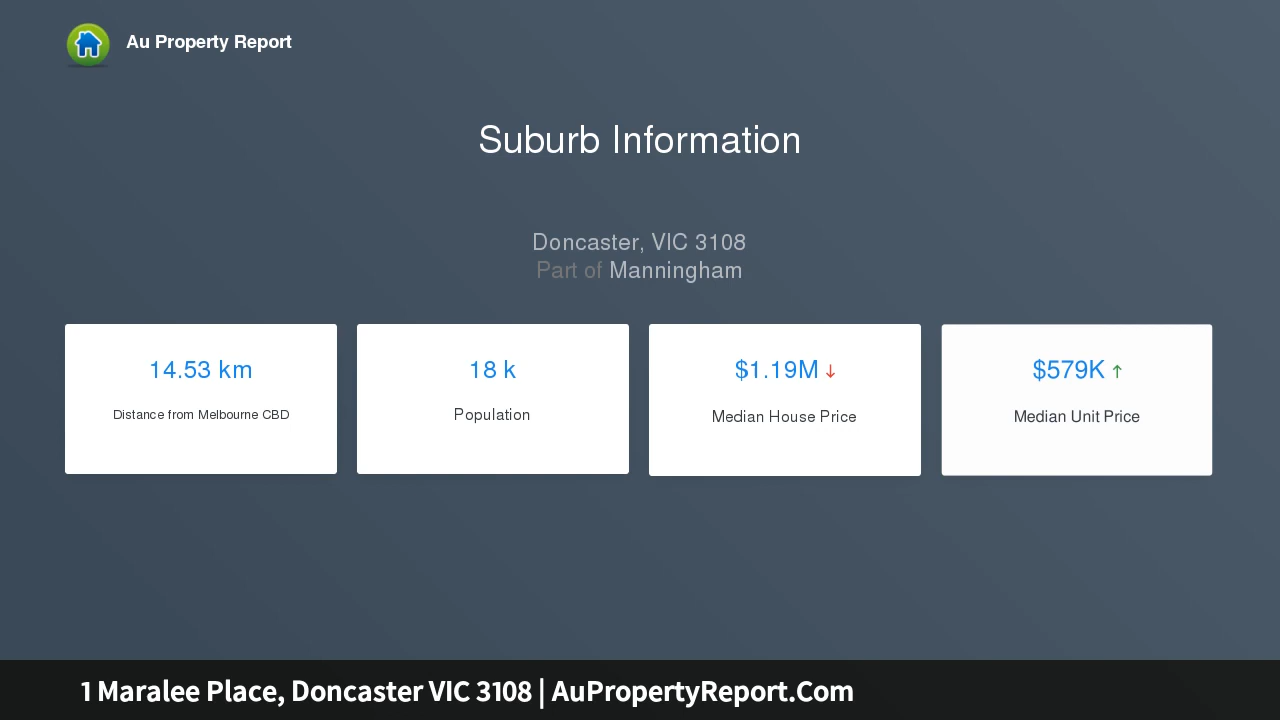 Au Property Report
Suburb Information
Doncaster, VIC 3108
Part of Manningham
14.53 km
Distance from Melbourne CBD
18 k
Population
$1.19M ↓
Median House Price
$579K ↑
Median Unit Price
1 Maralee Place, Doncaster VIC 3108 | AuPropertyReport.Com